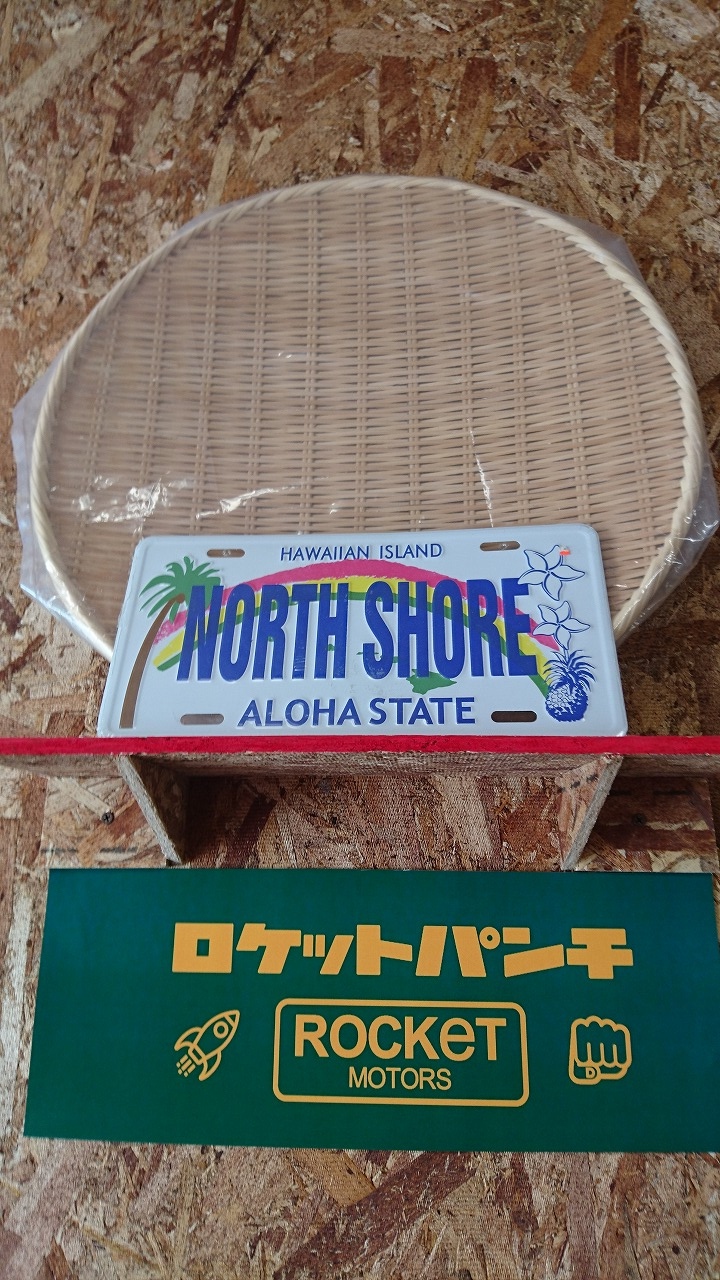 HAWAIIAN ISLAND
NORTH SHORE
ALOHA STATE
ロケットパンチ
ROCKeT
MOTORS
D